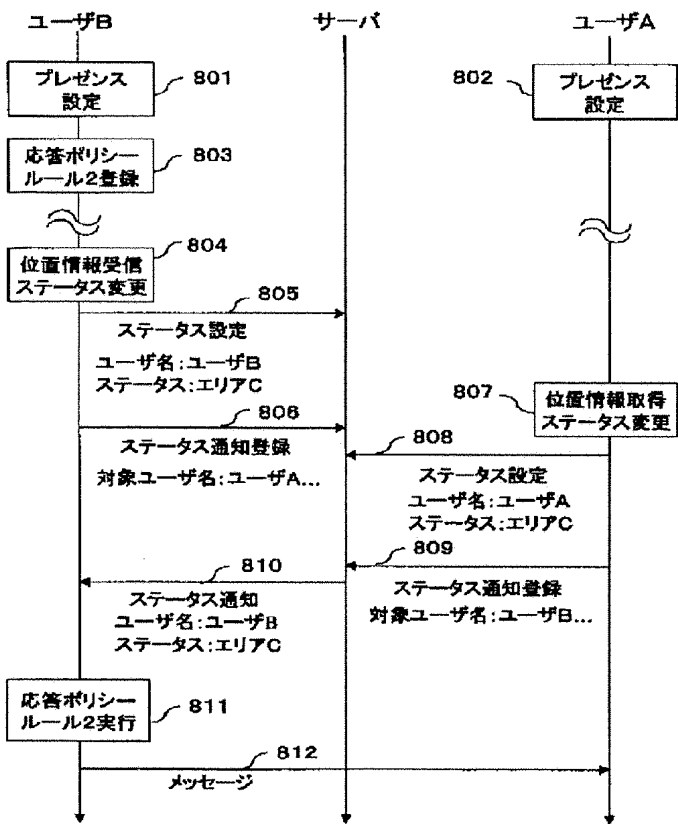 ユーザB
サーバ
ユーザA
プレゼンス
設定
801
802
プレゼンス
設定
応答ポリシー
ルール2登録
803
804
位置情報受信
ステータス変更
805
ステータス設定
ユーザ名:ユーザB
ステータス:エリアC
807
位置情報取得
ステータス変更
806
ステータス通知登録
対象ユーザ名:ユーザA...
808
ステータス設定
ユーザ名:ユーザA
ステータス:エリアC
809
ステータス通知登録
対象ユーザ名:ユーザB...
810
ステータス通知
ユーザ名:ユーザB
ステータス:エリアC
応答ポリシー
ルール2実行
811
812
メッセージ